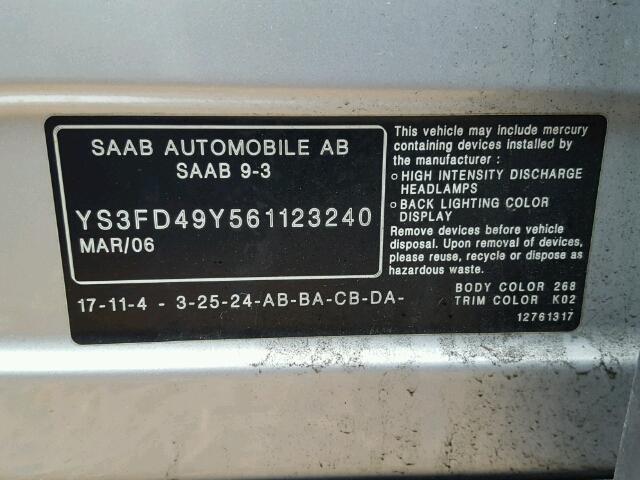 SAAB AUTOMOBILE AB
SAAB 9-3
YS3FD49Y561123240
MAR/06
17-11-4 - 3-25-24-AB-BA-CB-DA-
This vehicle may include mercury
containing devices installed by
the manufacturer :
o HIGH INTENSITY DISCHARGE
HEADLAMPS
o BACK LIGHTING COLOR
DISPLAY
Remove devices before vehicle
disposal. Upon removal of devices,
please reuse, recycle or dispose as
hazardous waste.
BODY COLOR 268
TRIM COLOR K02
12761317